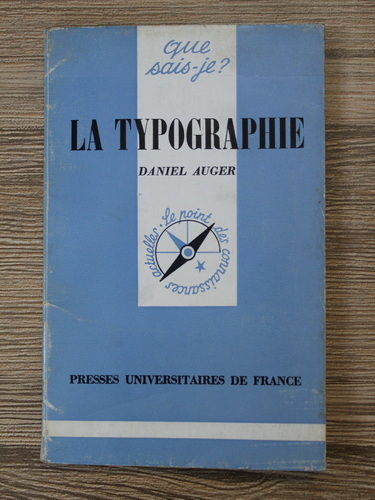 que
sais-je?
LA TYPOGRAPHIE
DANIEL AUGER
Le point des connaissances actuelles
PRESSES UNIVERSITAIRES DE FRANCE